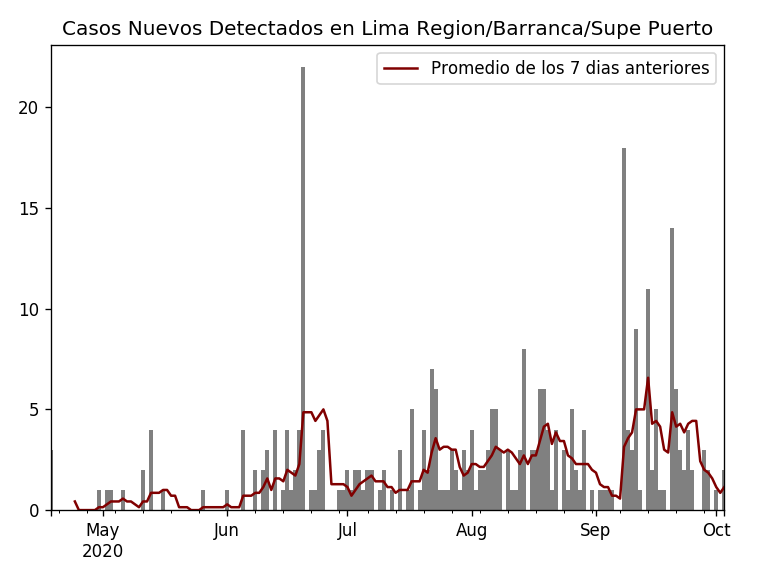 Casos Nuevos Detectados en Lima Region/Barranca/Supe Puerto
Promedio de los 7 dias anteriores
20
15
10
5
0
May Jun Jul Aug Sep Oct
2020